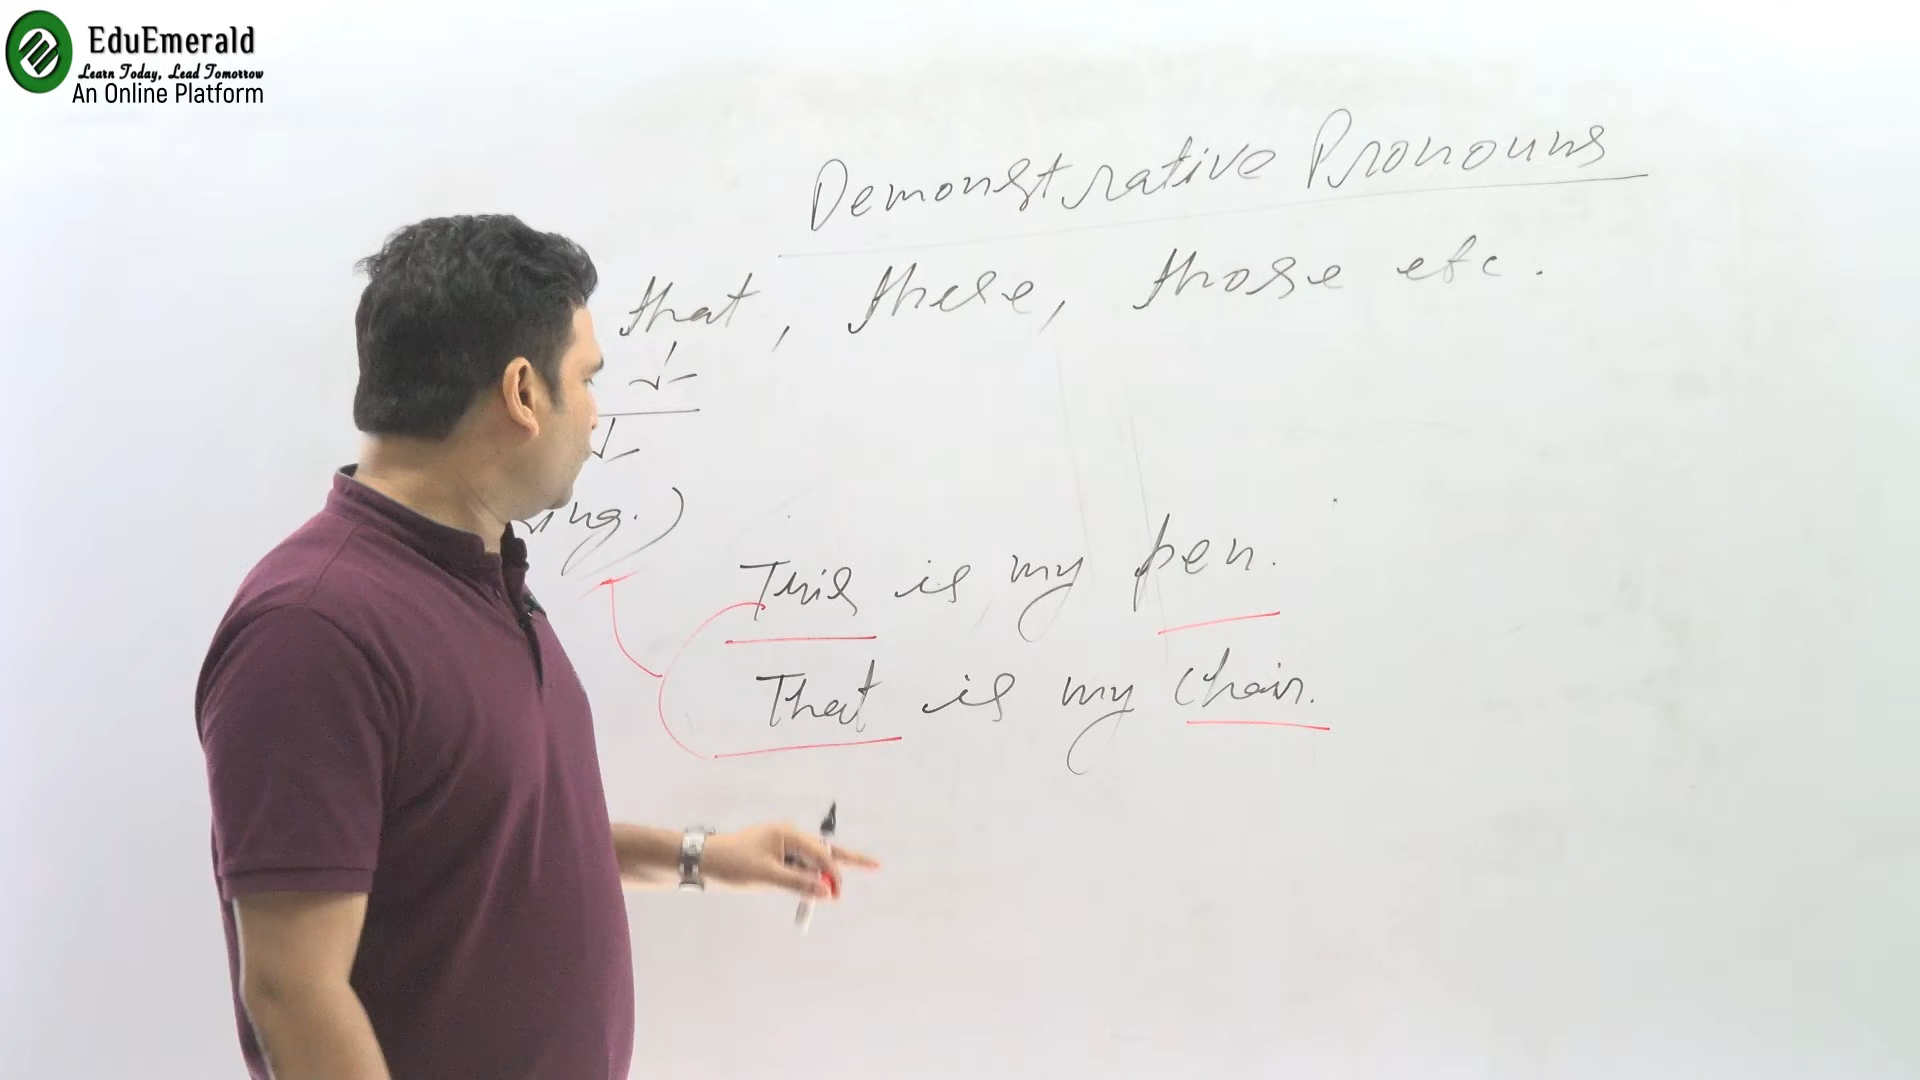 EduEmerald
Learn Today, Lead Tomorrow
An Online Platform
Demonstrative Pronouns
that, these, those etc.
This is my pen.
That is my chair.